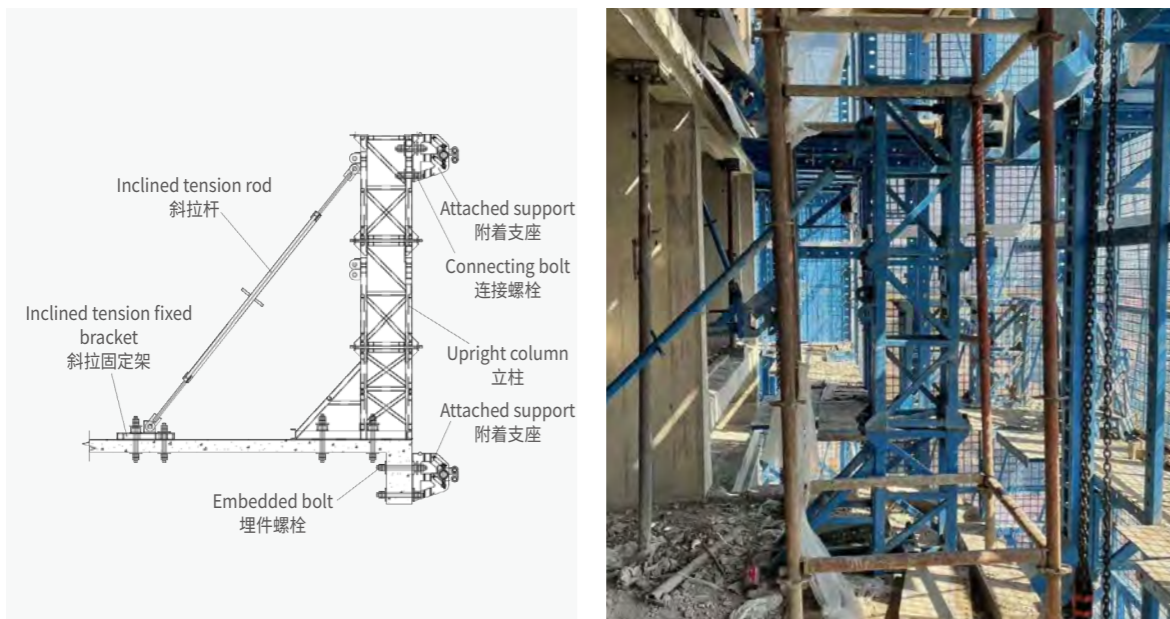 Inclined tension rod
斜拉杆
Attached support
附着支座
Connecting bolt
连接螺栓
Inclined tension fixed
bracket
斜拉固定架
Upright column
立柱
Attached support
附着支座
Embedded bolt
埋件螺栓